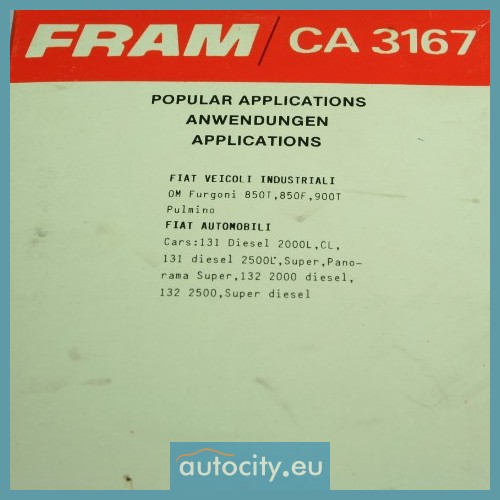 FRAM / CA 3167
POPULAR APPLICATIONS
ANWENDUNGEN
APPLICATIONS
FIAT VEICOLI INDUSTRIALI
OM Furgoni 850T,850F,900T
Pulmino
FIAT AUTOMOBILI
Cars:131 Diesel 2000L,CL,
131 diesel 2500L,Super,Pano-
rama Super,132 2000 diesel,
132 2500,Super diesel
autocity.eu